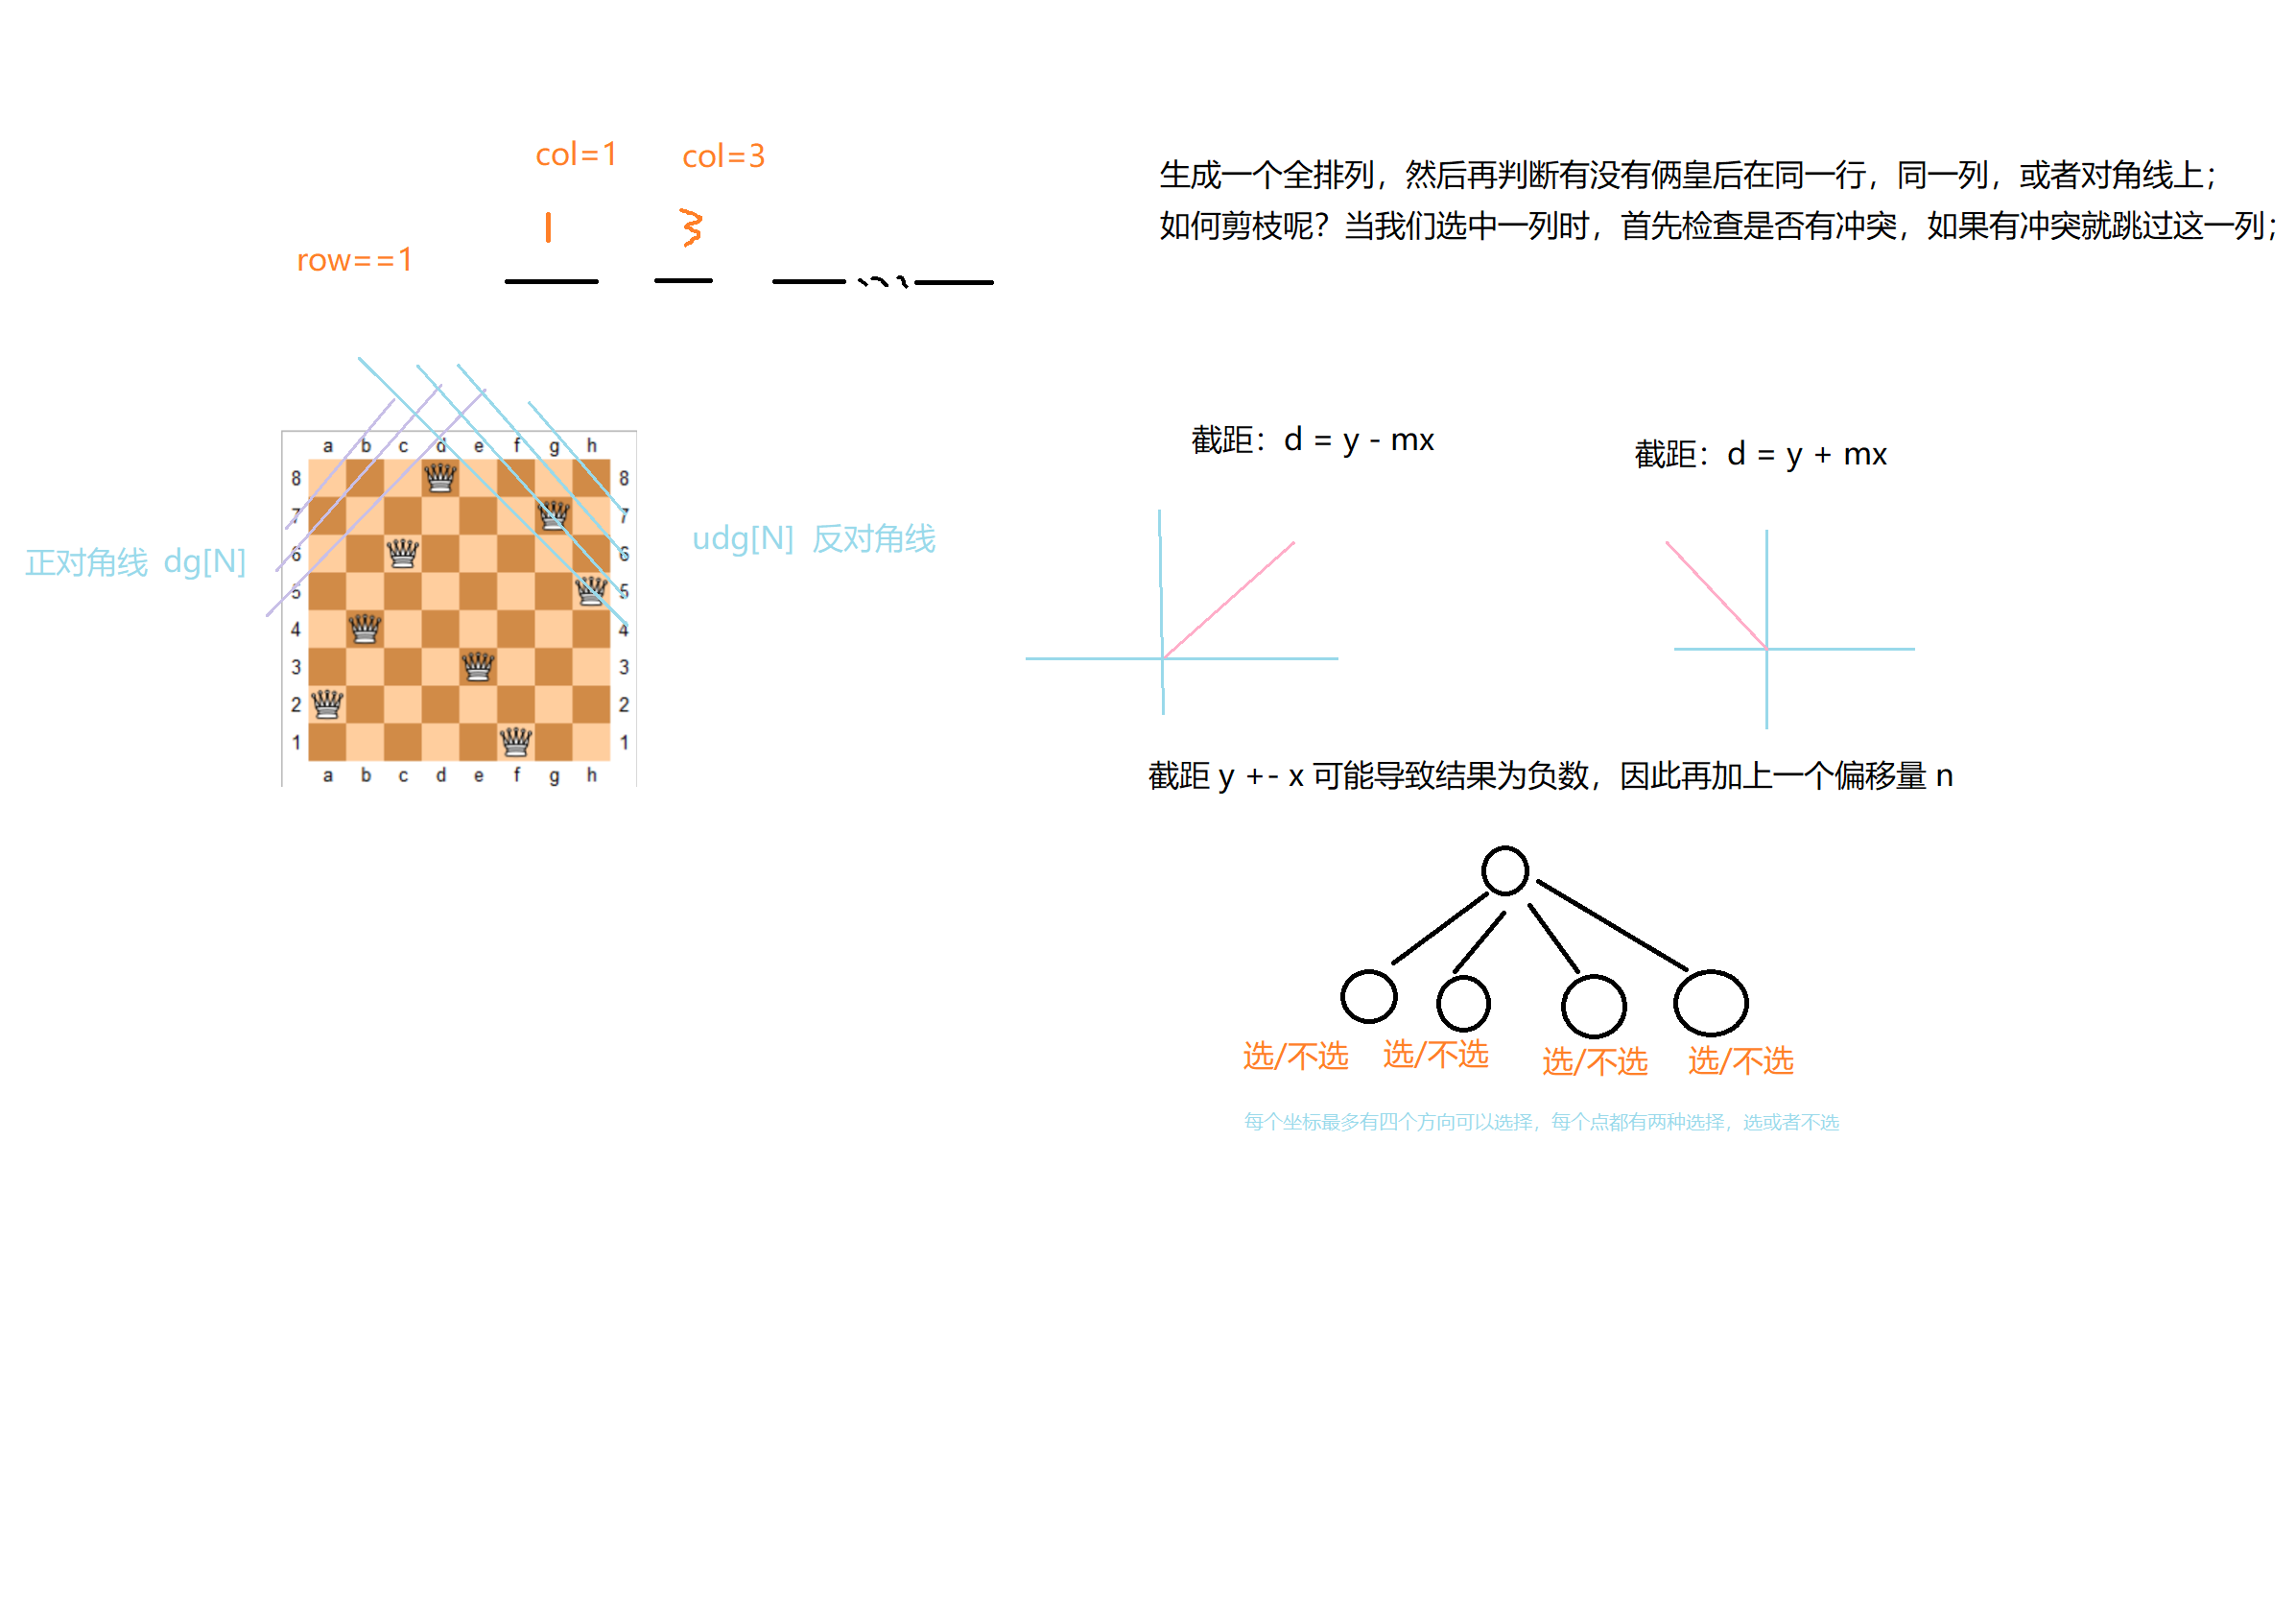 col=1
col=3
1
3
row==1
生成一个全排列，然后再判断有没有俩皇后在同一行，同一列，或者对角线上；
如何剪枝呢？当我们选中一列时，首先检查是否有冲突，如果有冲突就跳过这一列；
正对角线 dg[N]
a b c d e f g h
8 8
7 7
6 6
5 5
4 4
3 3
2 2
1 1
a b c d e f g h
udg[N] 反对角线
截距：d = y - mx
截距：d = y + mx
截距 y +- x 可能导致结果为负数，因此再加上一个偏移量 n
选/不选 选/不选 选/不选 选/不选
每个坐标最多有四个方向可以选择，每个点都有两种选择，选或者不选